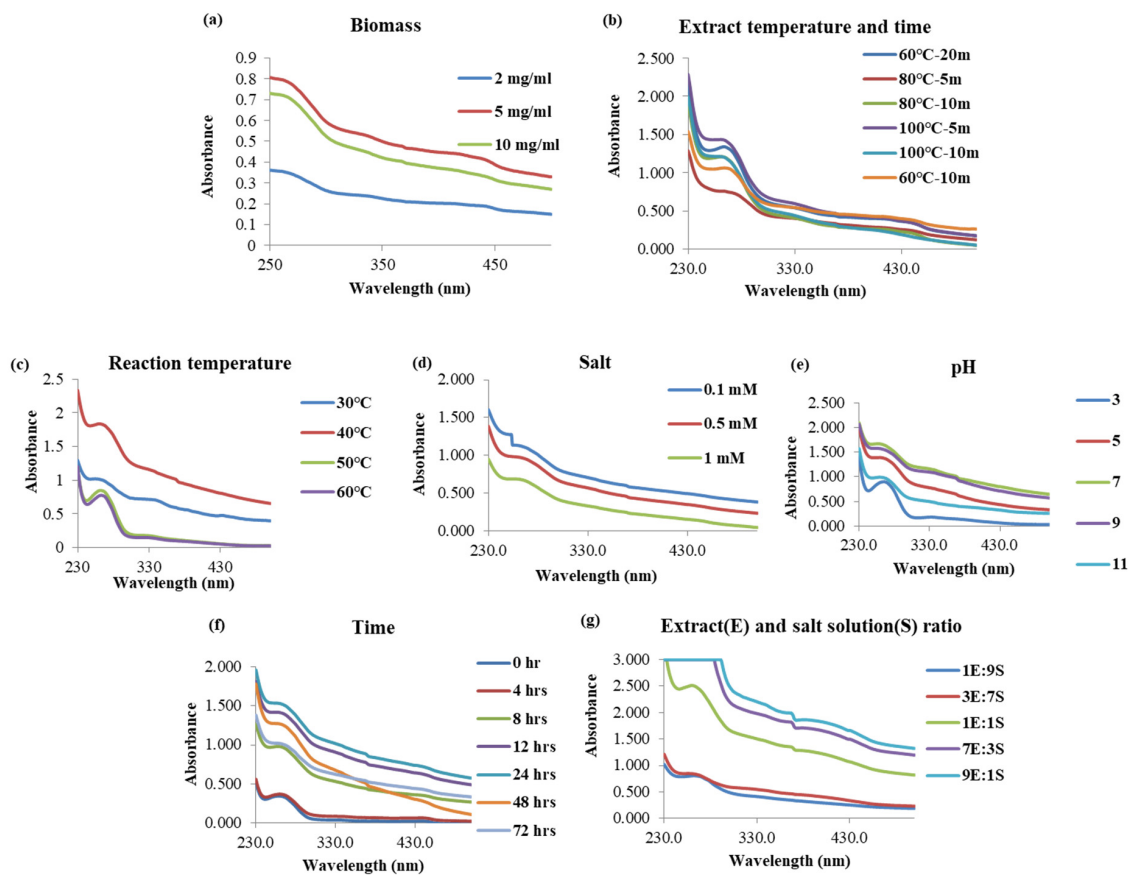 (a)
Biomass
Absorbance
0.9
0.8
0.7
0.6
0.5
0.4
0.3
0.2
0.1
0
250 350 450
Wavelength (nm)
2 mg/ml
5 mg/ml
10 mg/ml
(b)
Extract temperature and time
Absorbance
2.500
2.000
1.500
1.000
0.500
0.000
230.0 330.0 430.0
Wavelength (nm)
60°C-20m
80°C-5m
80°C-10m
100°C-5m
100°C-10m
60°C-10m
(c)
Reaction temperature
Absorbance
2.5
2
1.5
1
0.5
0
230 330 430
Wavelength (nm)
30°C
40°C
50°C
60°C
(d)
Salt
Absorbance
2.000
1.500
1.000
0.500
0.000
230.0 330.0 430.0
Wavelength (nm)
0.1 mM
0.5 mM
1 mM
(e)
pH
Absorbance
2.500
2.000
1.500
1.000
0.500
0.000
230.0 330.0 430.0
Wavelength (nm)
3
5
7
9
11
(f)
Time
Absorbance
2.000
1.500
1.000
0.500
0.000
230.0 330.0 430.0
Wavelength (nm)
0 hr
4 hrs
8 hrs
12 hrs
24 hrs
48 hrs
72 hrs
(g)
Extract(E) and salt solution(S) ratio
Absorbance
3.000
2.500
2.000
1.500
1.000
0.500
0.000
230.0 330.0 430.0
Wavelength (nm)
1E:9S
3E:7S
1E:1S
7E:3S
9E:1S